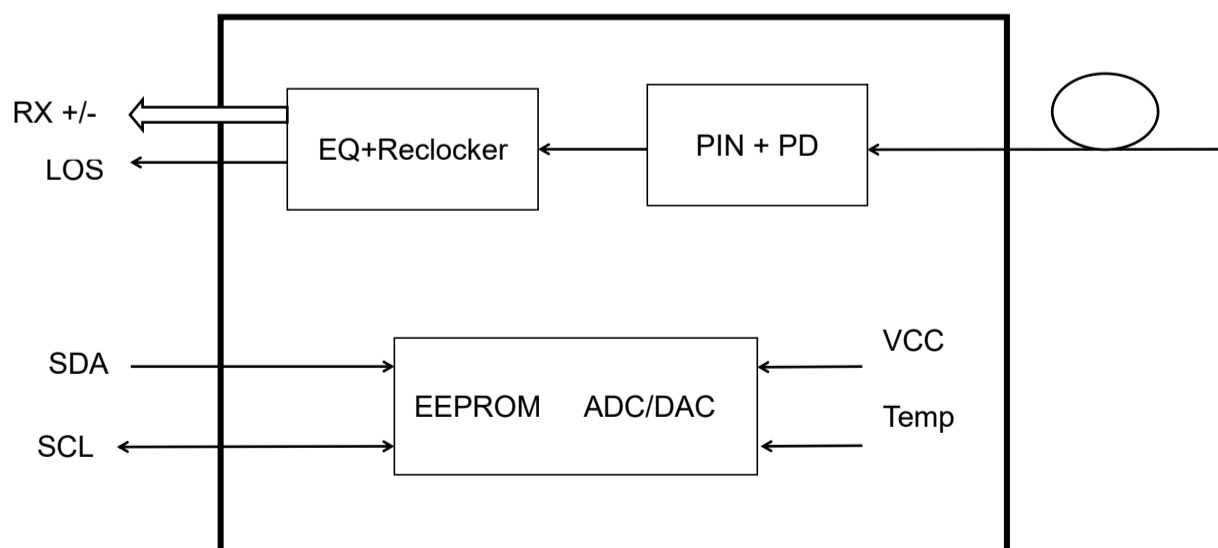 RX +/-
LOS
EQ+Reclocker
PIN + PD
SDA
SCL
EEPROM ADC/DAC
VCC
Temp